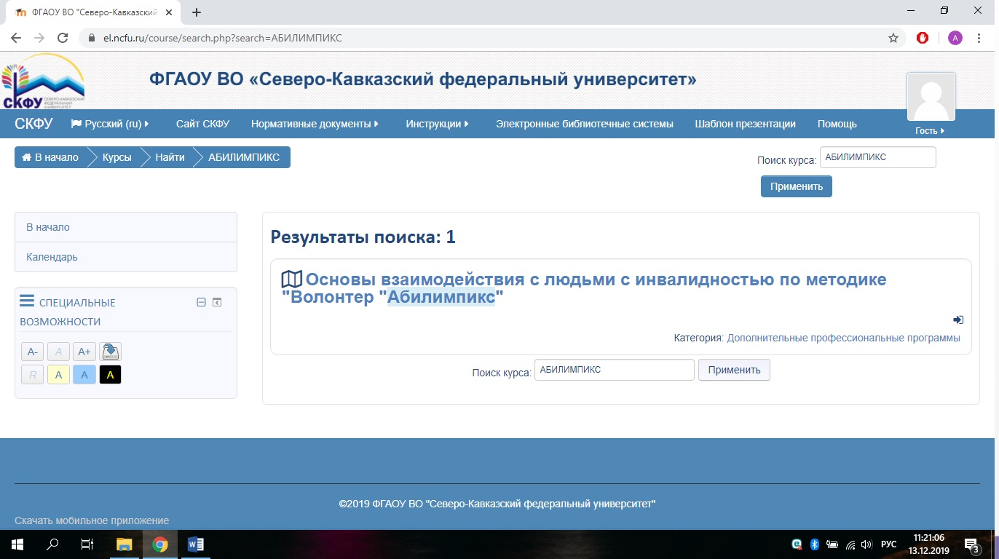 ФГАОУ ВО "Северо-Кавказский
el.ncfu.ru/course/search.php?search=АБИЛИМПИКС
A
СКФУ
СЕВЕРО-КАВКАЗСКИЙ
ФЕДЕРАЛЬНЫЙ
УНИВЕРСИТЕТ
ФГАОУ ВО «Северо-Кавказский федеральный университет»
СКФУ Русский (ru) Сайт СКФУ Нормативные документы Инструкции Электронные библиотечные системы Шаблон презентации Помощь
Гость
В начало Курсы Найти АБИЛИМПИКС
Поиск курса: АБИЛИМПИКС
Применить
В начало
Календарь
СПЕЦИАЛЬНЫЕ
ВОЗМОЖНОСТИ
A- A A+
R A A A
Результаты поиска: 1
Основы взаимодействия с людьми с инвалидностью по методике
"Волонтер "Абилимпикс"
Категория: Дополнительные профессиональные программы
Поиск курса: АБИЛИМПИКС Применить
©2019 ФГАОУ ВО "Северо-Кавказский федеральный университет"
Скачать мобильное приложение
РУС
11:21:06
13.12.2019
3